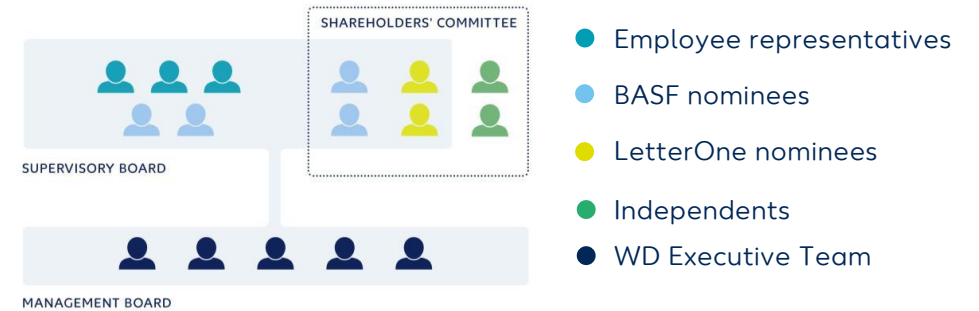 SHAREHOLDERS' COMMITTEE
SUPERVISORY BOARD
MANAGEMENT BOARD
Employee representatives
BASF nominees
LetterOne nominees
Independents
WD Executive Team